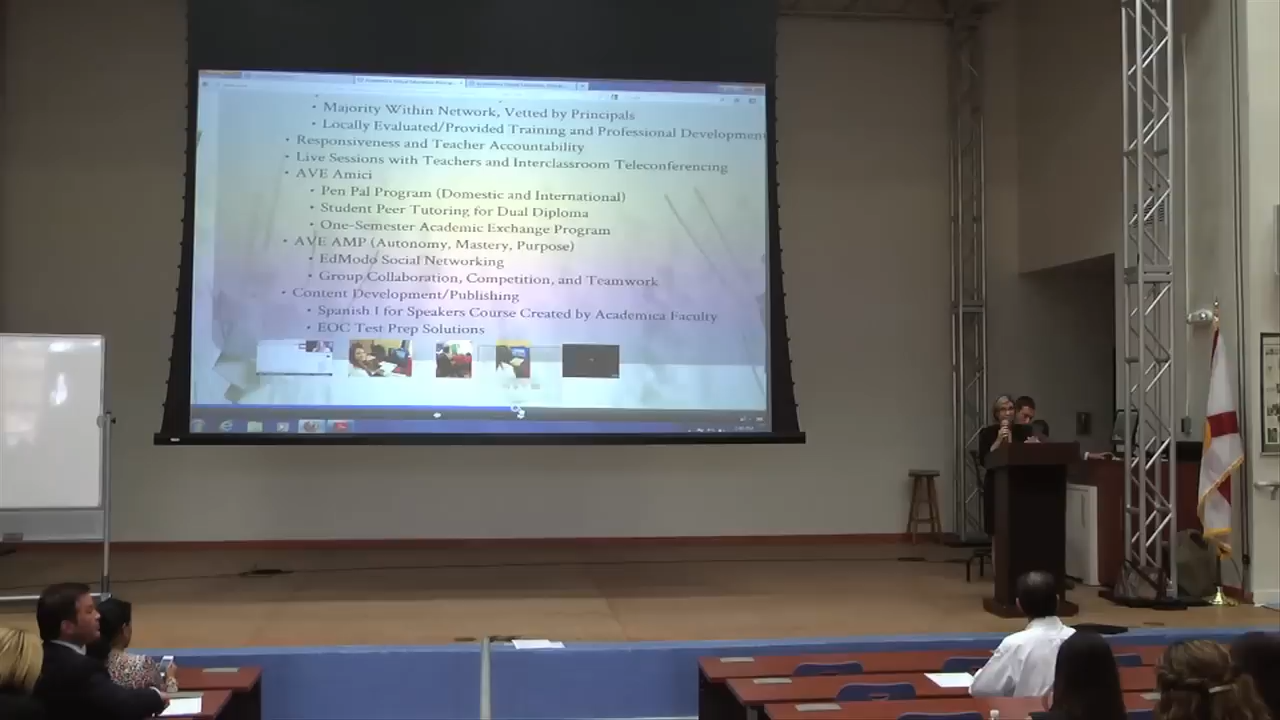 • Majority Within Network, Vetted by Principals
• Locally Evaluated/Provided Training and Professional Developmen
• Responsiveness and Teacher Accountability
• Live Sessions with Teachers and Interclassroom Teleconferencing
• AVE Amici
• Pen Pal Program (Domestic and International)
• Student Peer Tutoring for Dual Diploma
• One-Semester Academic Exchange Program
• AVE AMP (Autonomy, Mastery, Purpose)
• EdModo Social Networking
• Group Collaboration, Competition, and Teamwork
• Content Development/Publishing
• Spanish I for Speakers Course Created by Academica Faculty
• EOC Test Prep Solutions